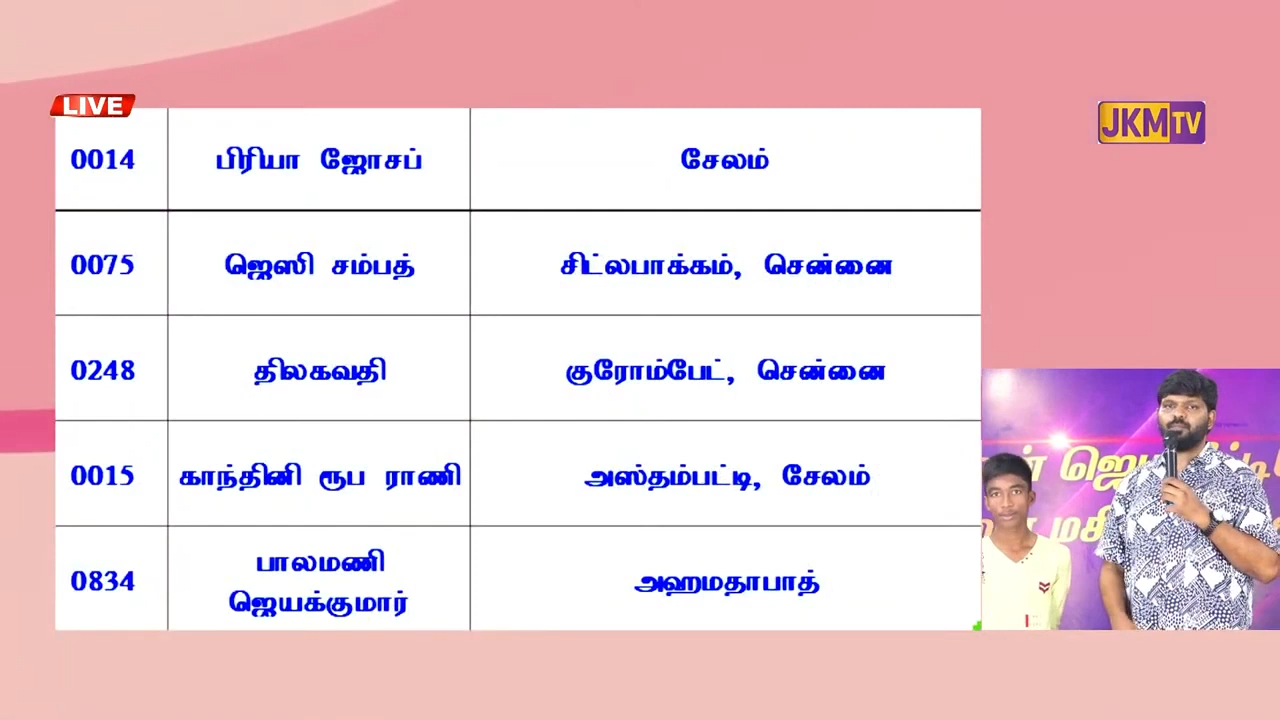 LIVE
JKM TV
0014 பிரியா ஜோசப் சேலம்
0075 ஜெஸி சம்பத் சிட்லபாக்கம், சென்னை
0248 திலகவதி குரோம்பேட், சென்னை
0015 காந்தினி ரூப ராணி அஸ்தம்பட்டி, சேலம்
0834 பாலமணி ஜெயக்குமார் அஹமதாபாத்